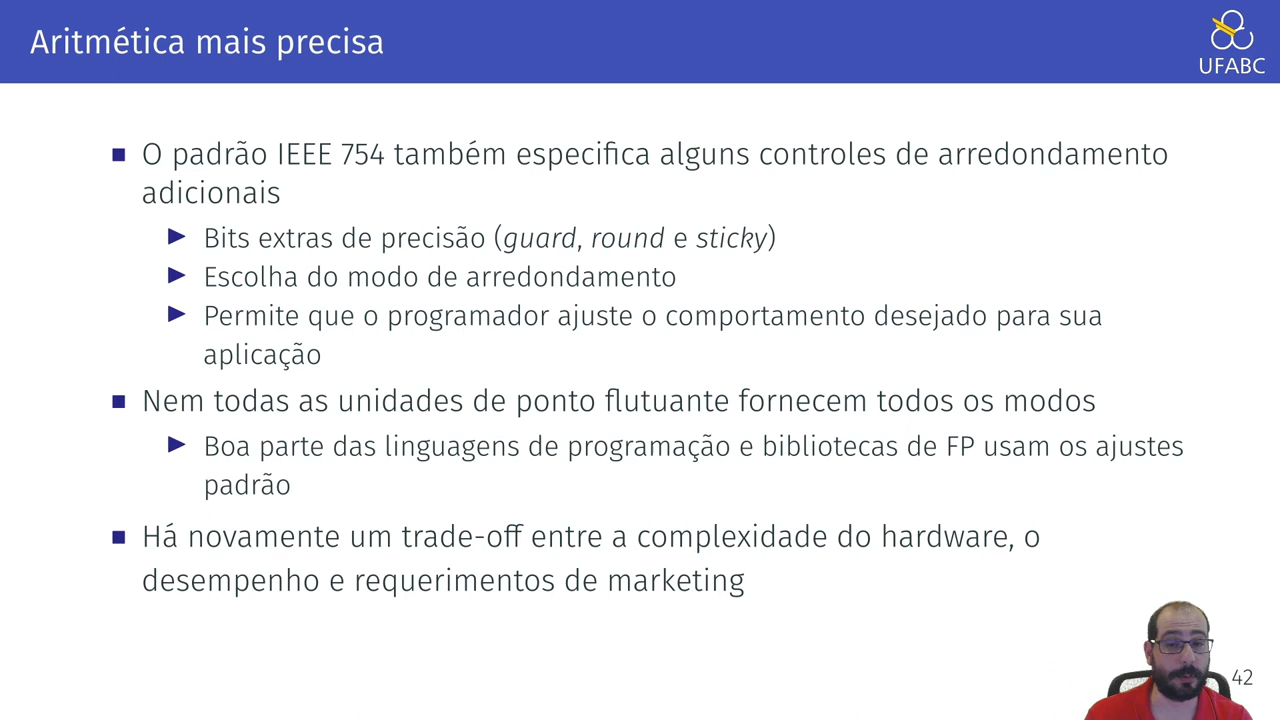 Aritmética mais precisa
UFABC
■ O padrão IEEE 754 também especifica alguns controles de arredondamento
adicionais
▶ Bits extras de precisão (guard, round e sticky)
▶ Escolha do modo de arredondamento
▶ Permite que o programador ajuste o comportamento desejado para sua
aplicação
■ Nem todas as unidades de ponto flutuante fornecem todos os modos
▶ Boa parte das linguagens de programação e bibliotecas de FP usam os ajustes
padrão
■ Há novamente um trade-off entre a complexidade do hardware, o
desempenho e requerimentos de marketing
42